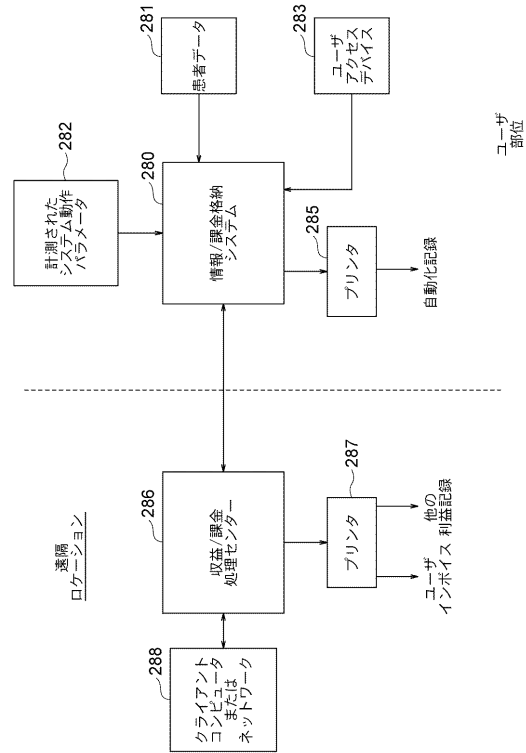 遠隔
ロケーション
288
クライアント
コンピュータ
または
ネットワーク
286
収益/課金
処理センター
287
プリンタ
ユーザ
インボイス
他の
利益記録
282
計測された
システム動作
パラメータ
280
情報/課金格納
システム
281
患者データ
283
ユーザ
アクセス
デバイス
285
プリンタ
自動化記録
ユーザ
部位